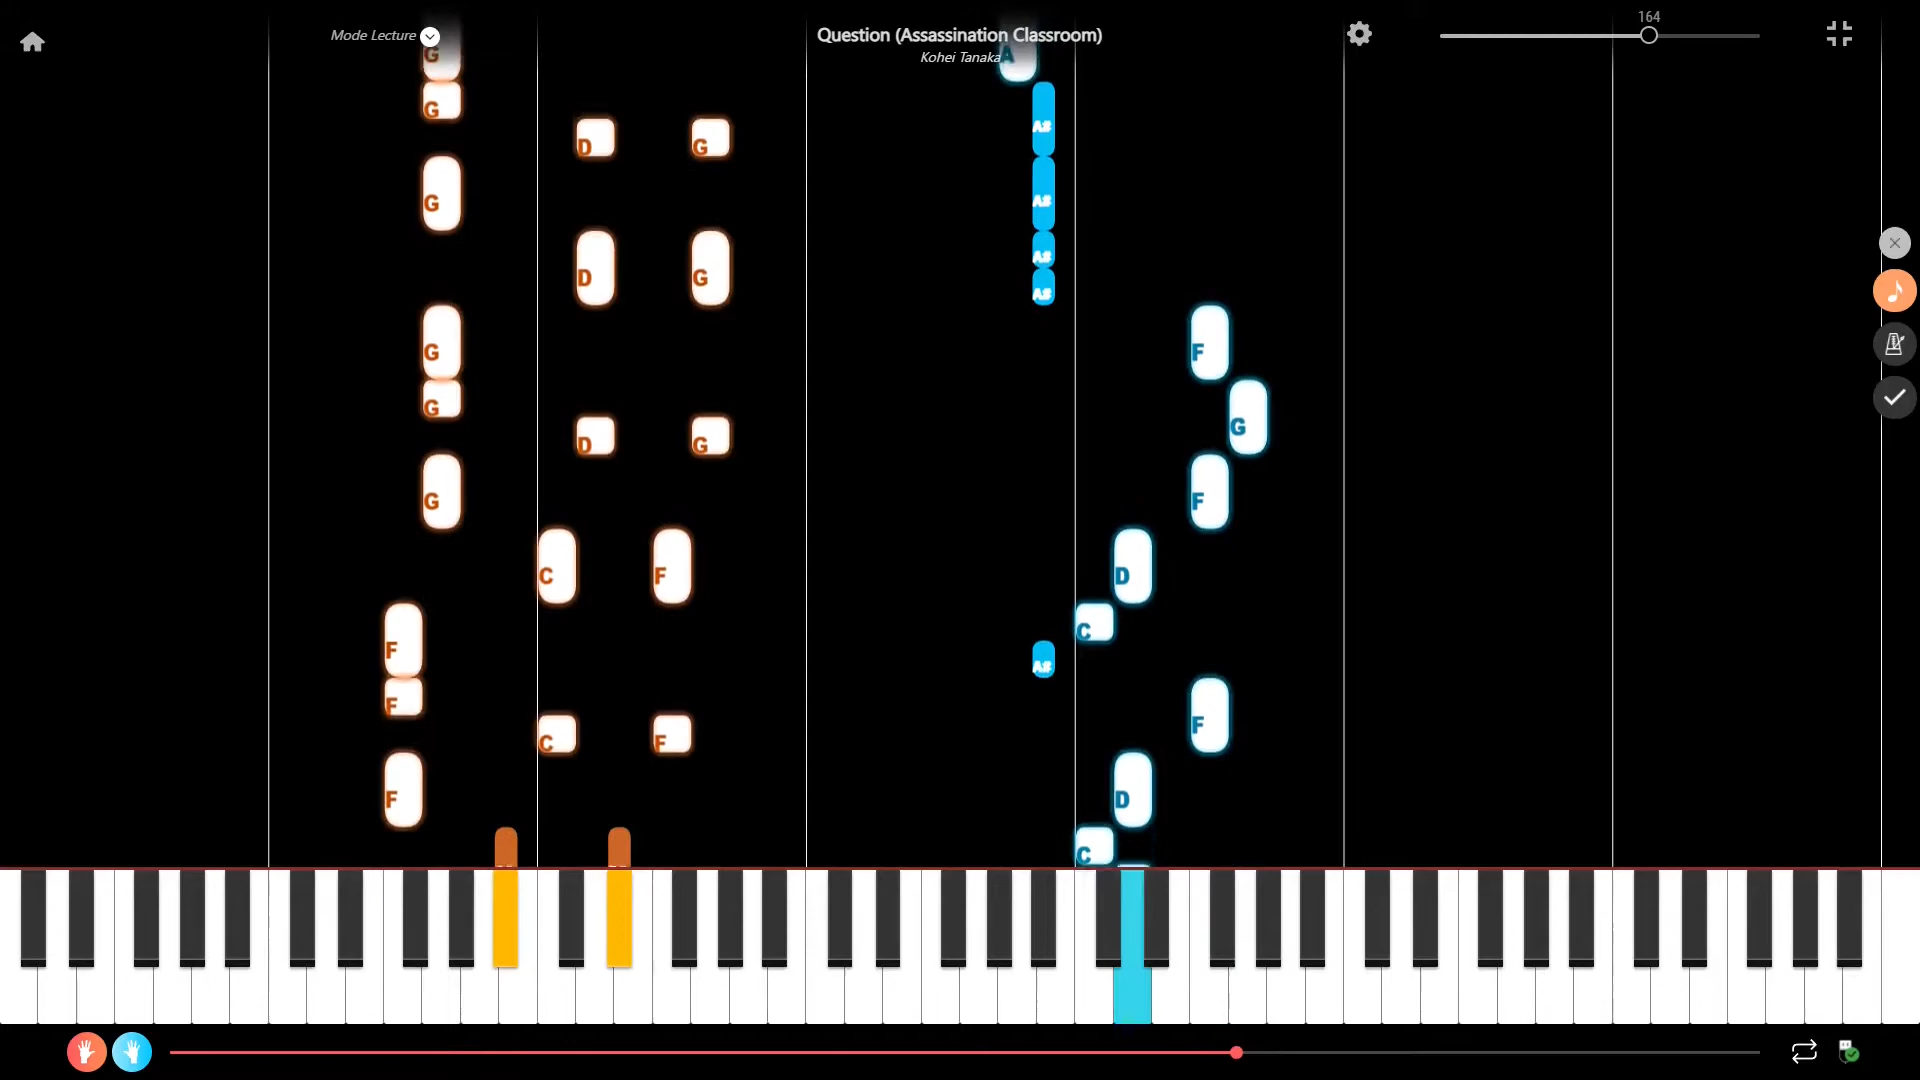 164
Mode Lecture
Question (Assassination Classroom)
Kohei Tanaka
A
G
G
A#
D G
G
A#
A#
D G
A#
G
F
G
G
D G
G F
C F
D
C
F
A#
F
F
C F
F
D
C